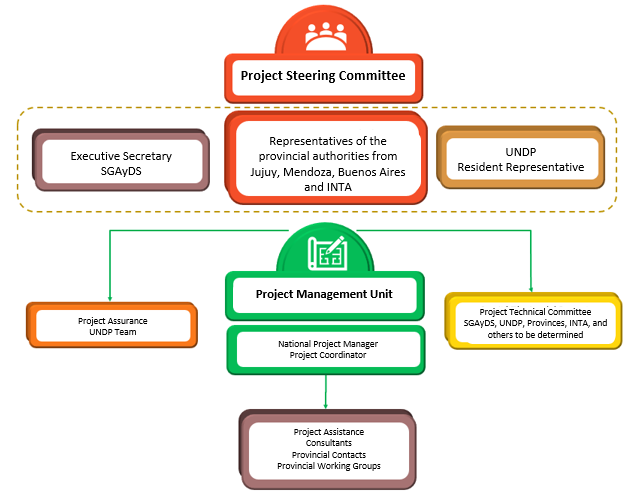 Project Steering Committee
Executive Secretary
SGAyDS
Representatives of the
provincial authorities from
Jujuy, Mendoza, Buenos Aires
and INTA
UNDP
Resident Representative
Project Management Unit
Project Assurance
UNDP Team
National Project Manager
Project Coordinator
Project Technical Committee
SGAyDS, UNDP, Provinces, INTA, and
others to be determined
Project Assistance
Consultants
Provincial Contacts
Provincial Working Groups